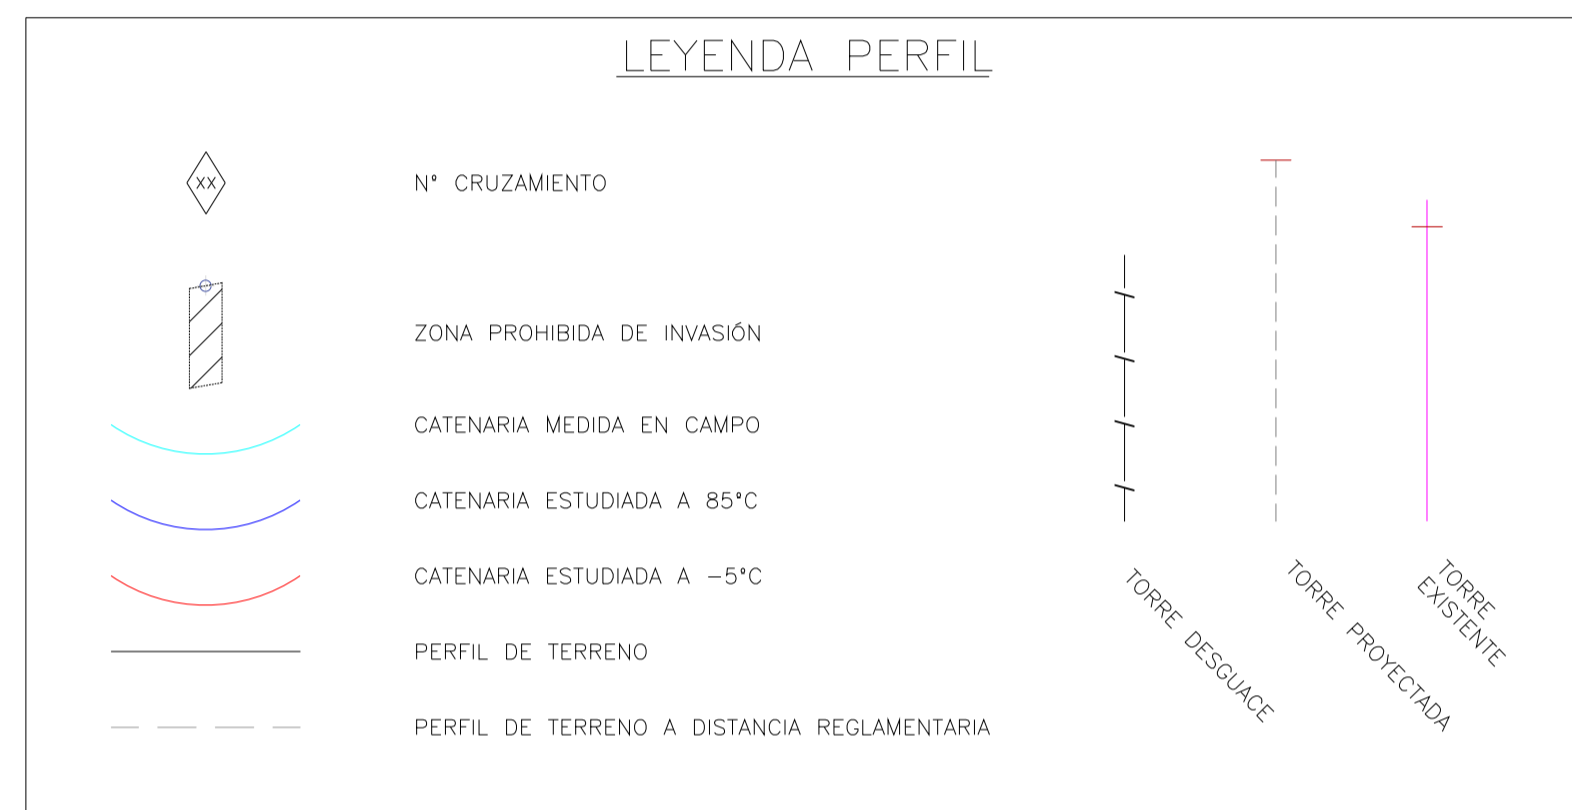 LEYENDA PERFIL
XX
Nº CRUZAMIENTO
ZONA PROHIBIDA DE INVASIÓN
CATENARIA MEDIDA EN CAMPO
CATENARIA ESTUDIADA A 85°C
CATENARIA ESTUDIADA A -5°C
PERFIL DE TERRENO
PERFIL DE TERRENO A DISTANCIA REGLAMENTARIA
TORRE DESGUACE
TORRE PROYECTADA
TORRE
EXISTENTE